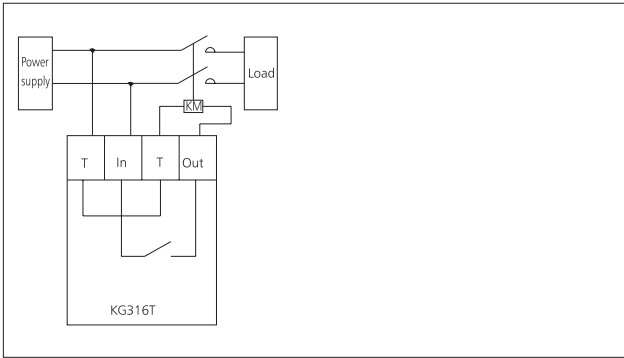 Power
supply
Load
KM
T
In
T
Out
KG316T